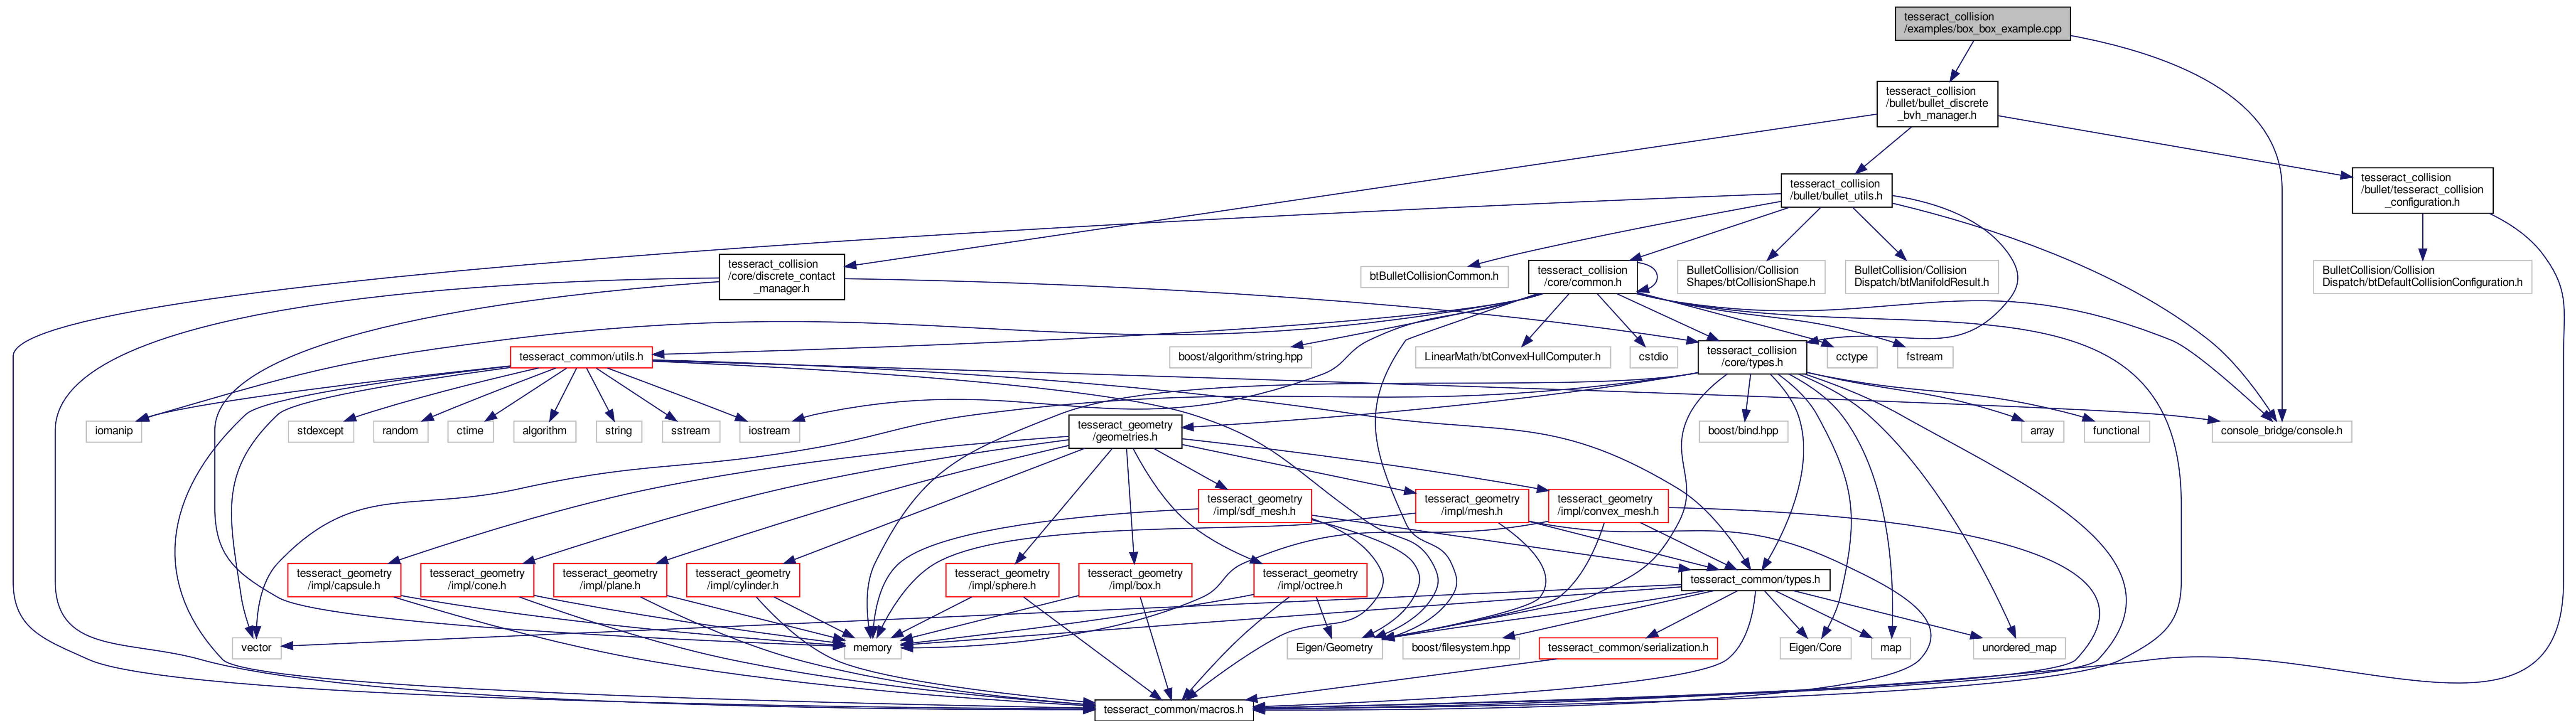 tesseract_collision
/examples/box_box_example.cpp
tesseract_collision
/bullet/bullet_discrete
_bvh_manager.h
tesseract_collision
/bullet/bullet_utils.h
tesseract_collision
/bullet/tesseract_collision
_configuration.h
tesseract_collision
/core/discrete_contact
_manager.h
btBulletCollisionCommon.h
tesseract_collision
/core/common.h
BulletCollision/Collision
Shapes/btCollisionShape.h
BulletCollision/Collision
Dispatch/btManifoldResult.h
BulletCollision/Collision
Dispatch/btDefaultCollisionConfiguration.h
tesseract_common/utils.h
boost/algorithm/string.hpp
LinearMath/btConvexHullComputer.h
cstdio
tesseract_collision
/core/types.h
cctype
fstream
iomanip
stdexcept
random
ctime
algorithm
string
sstream
iostream
tesseract_geometry
/geometries.h
boost/bind.hpp
array
functional
console_bridge/console.h
tesseract_geometry
/impl/sdf_mesh.h
tesseract_geometry
/impl/mesh.h
tesseract_geometry
/impl/convex_mesh.h
tesseract_geometry
/impl/capsule.h
tesseract_geometry
/impl/cone.h
tesseract_geometry
/impl/plane.h
tesseract_geometry
/impl/cylinder.h
tesseract_geometry
/impl/sphere.h
tesseract_geometry
/impl/box.h
tesseract_geometry
/impl/octree.h
tesseract_common/types.h
vector
memory
Eigen/Geometry
boost/filesystem.hpp
tesseract_common/serialization.h
Eigen/Core
map
unordered_map
tesseract_common/macros.h